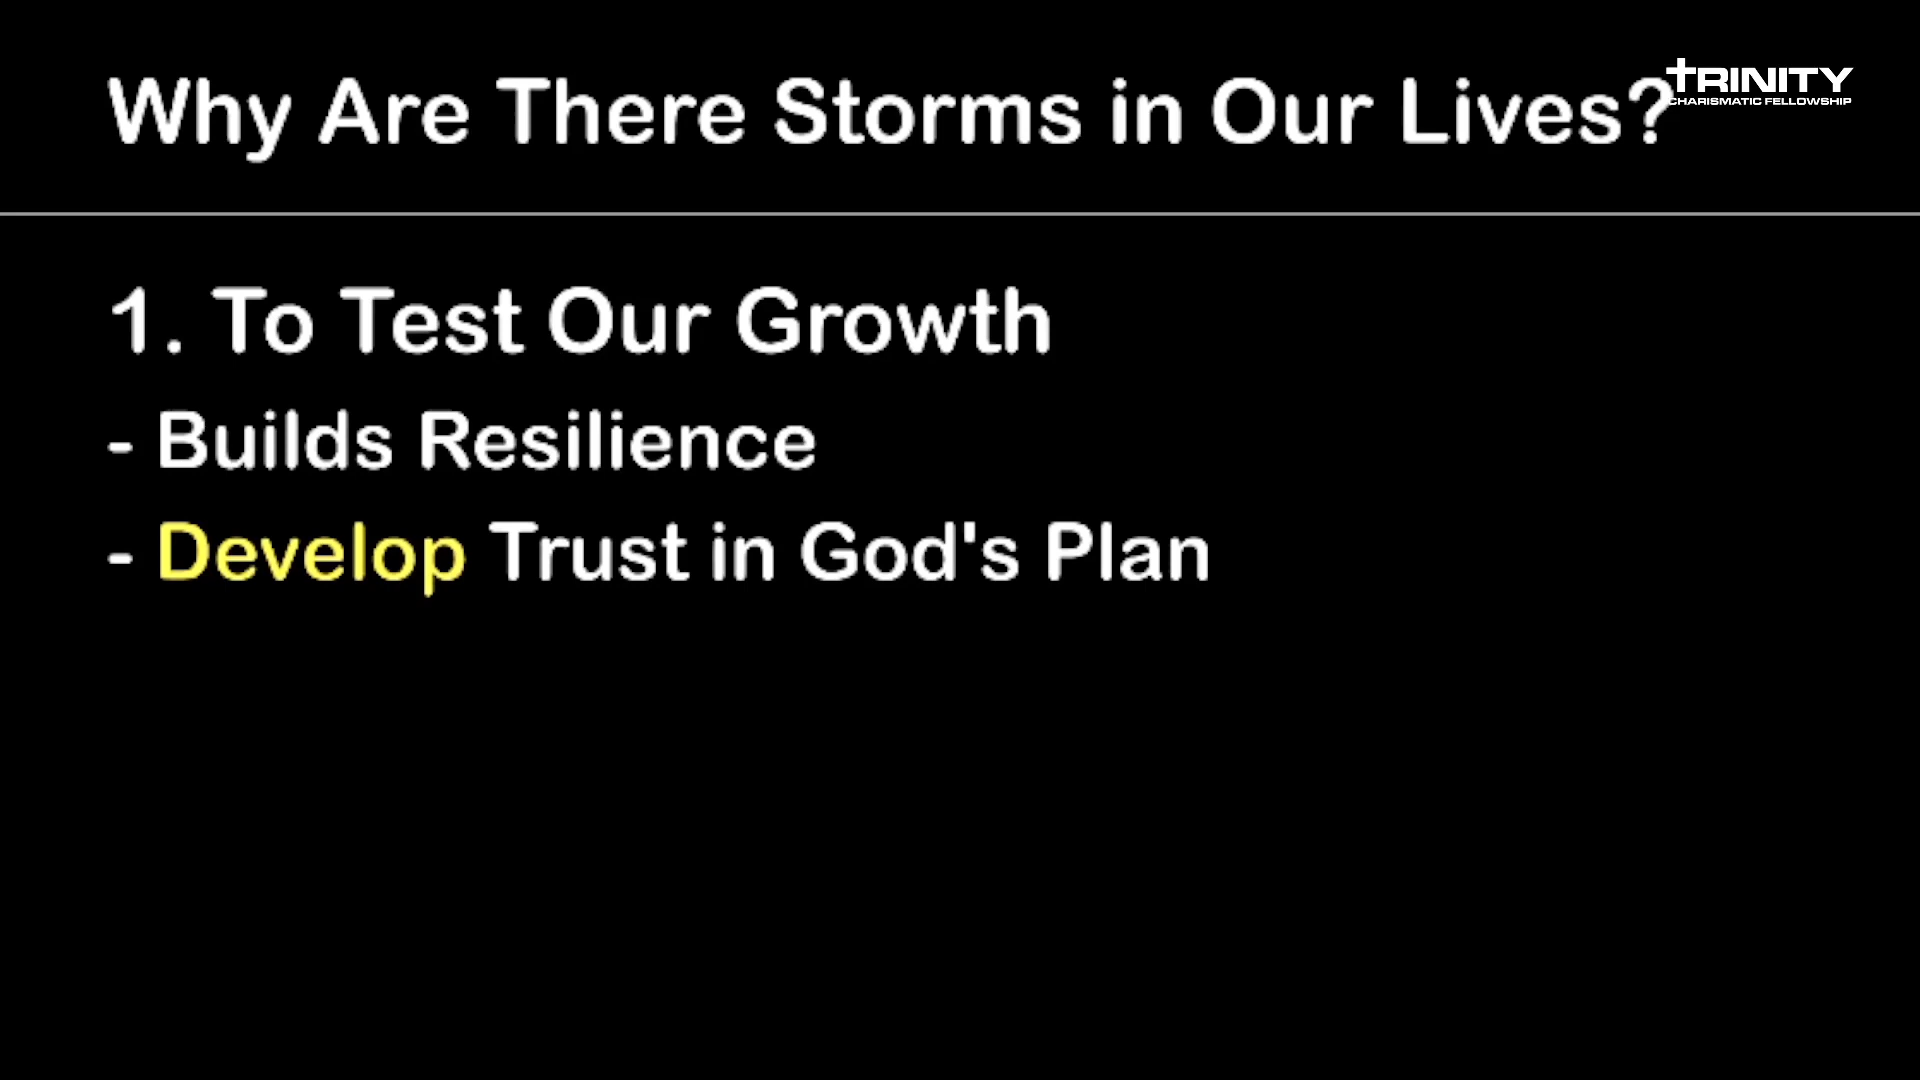 Why Are There Storms in Our Lives?
TRINITY
CHARISMATIC FELLOWSHIP
1. To Test Our Growth
- Builds Resilience
- Develop Trust in God's Plan